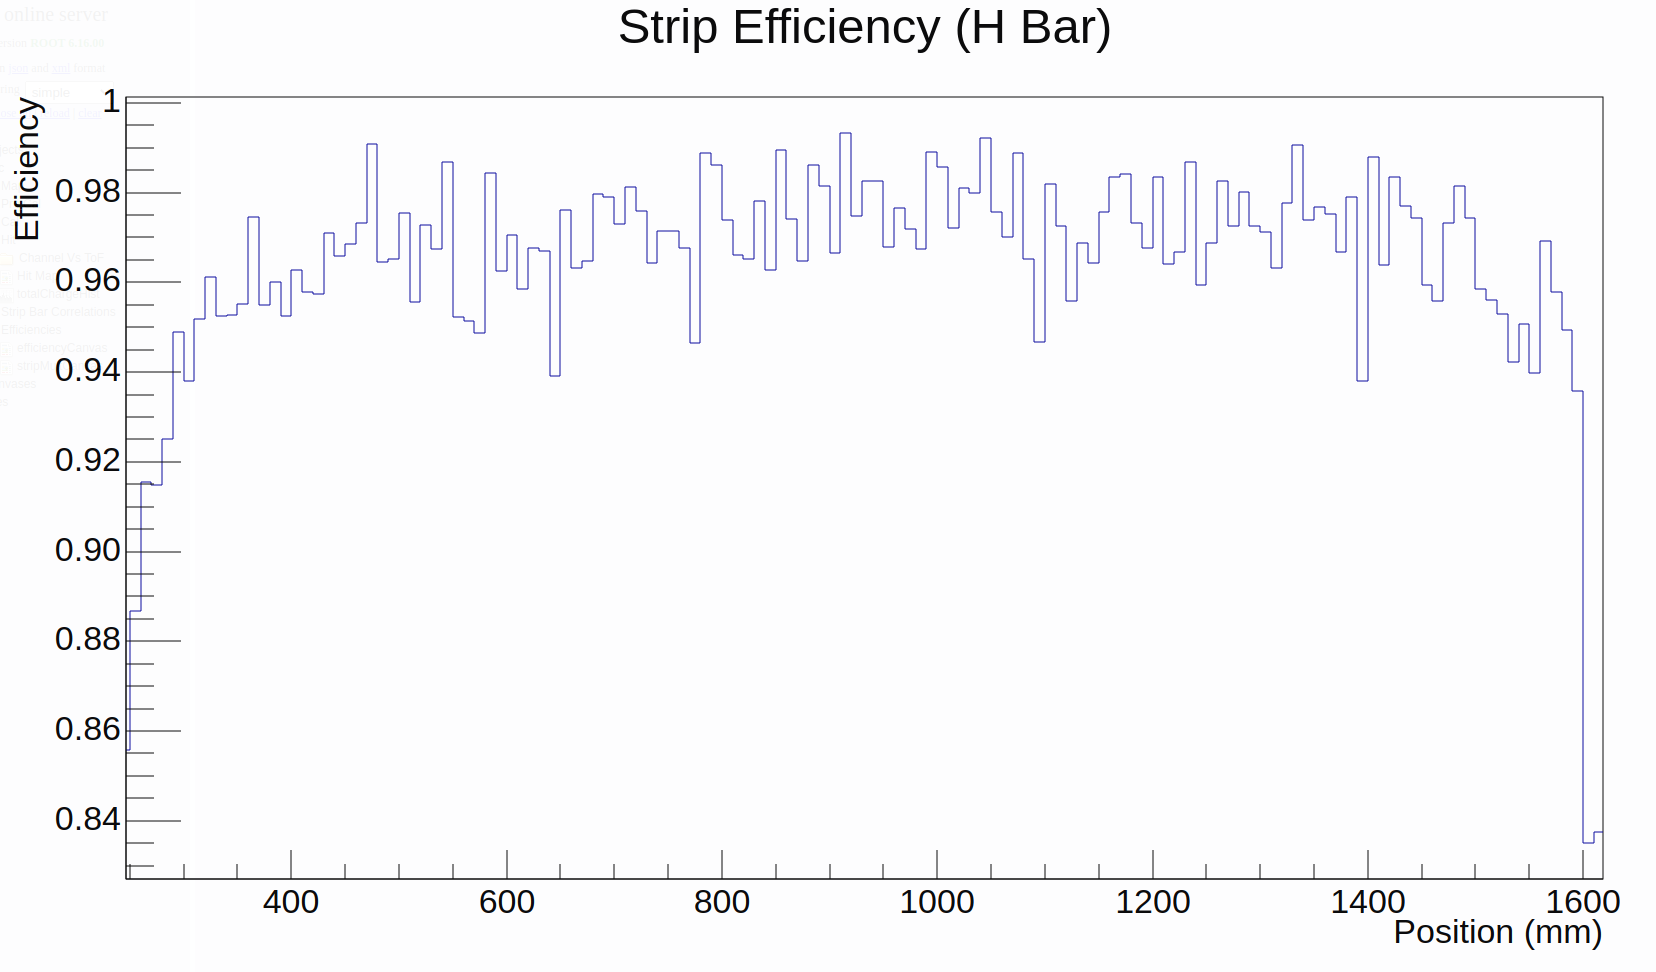 Strip Efficiency (H Bar)
online server
simple
Channel Vs ToF
Strip Bar Correlations
Efficiencies
efficiencyCanvas
Efficiency
1
0.98
0.96
0.94
0.92
0.90
0.88
0.86
0.84
400 600 800 1000 1200 1400 1600
Position (mm)